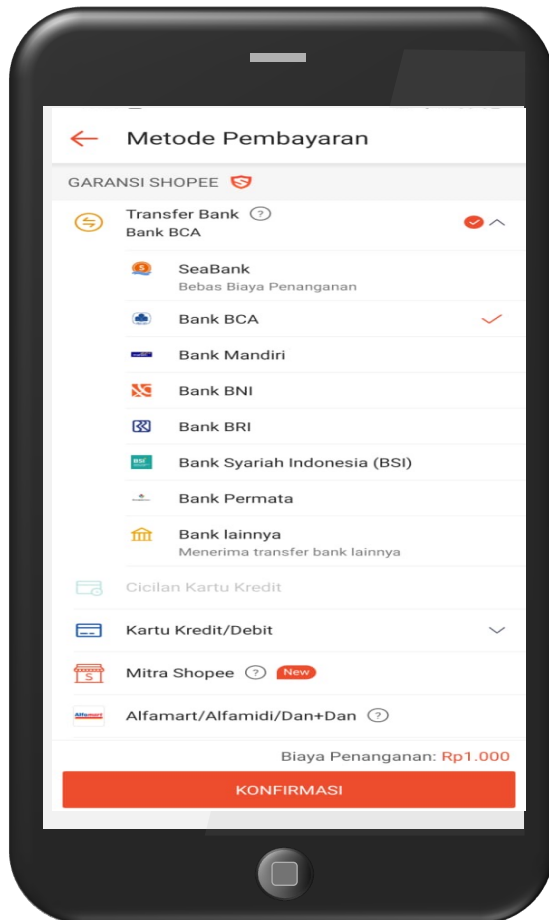 Metode Pembayaran
GARANSI SHOPEE
Transfer Bank ?
Bank BCA
SeaBank
Bebas Biaya Penanganan
Bank BCA
Bank Mandiri
Bank BNI
Bank BRI
Bank Syariah Indonesia (BSI)
Bank Permata
Bank lainnya
Menerima transfer bank lainnya
Cicilan Kartu Kredit
Kartu Kredit/Debit
Mitra Shopee ? New
Alfamart Alfamart/Alfamidi/Dan+Dan ?
Biaya Penanganan: Rp1.000
KONFIRMASI